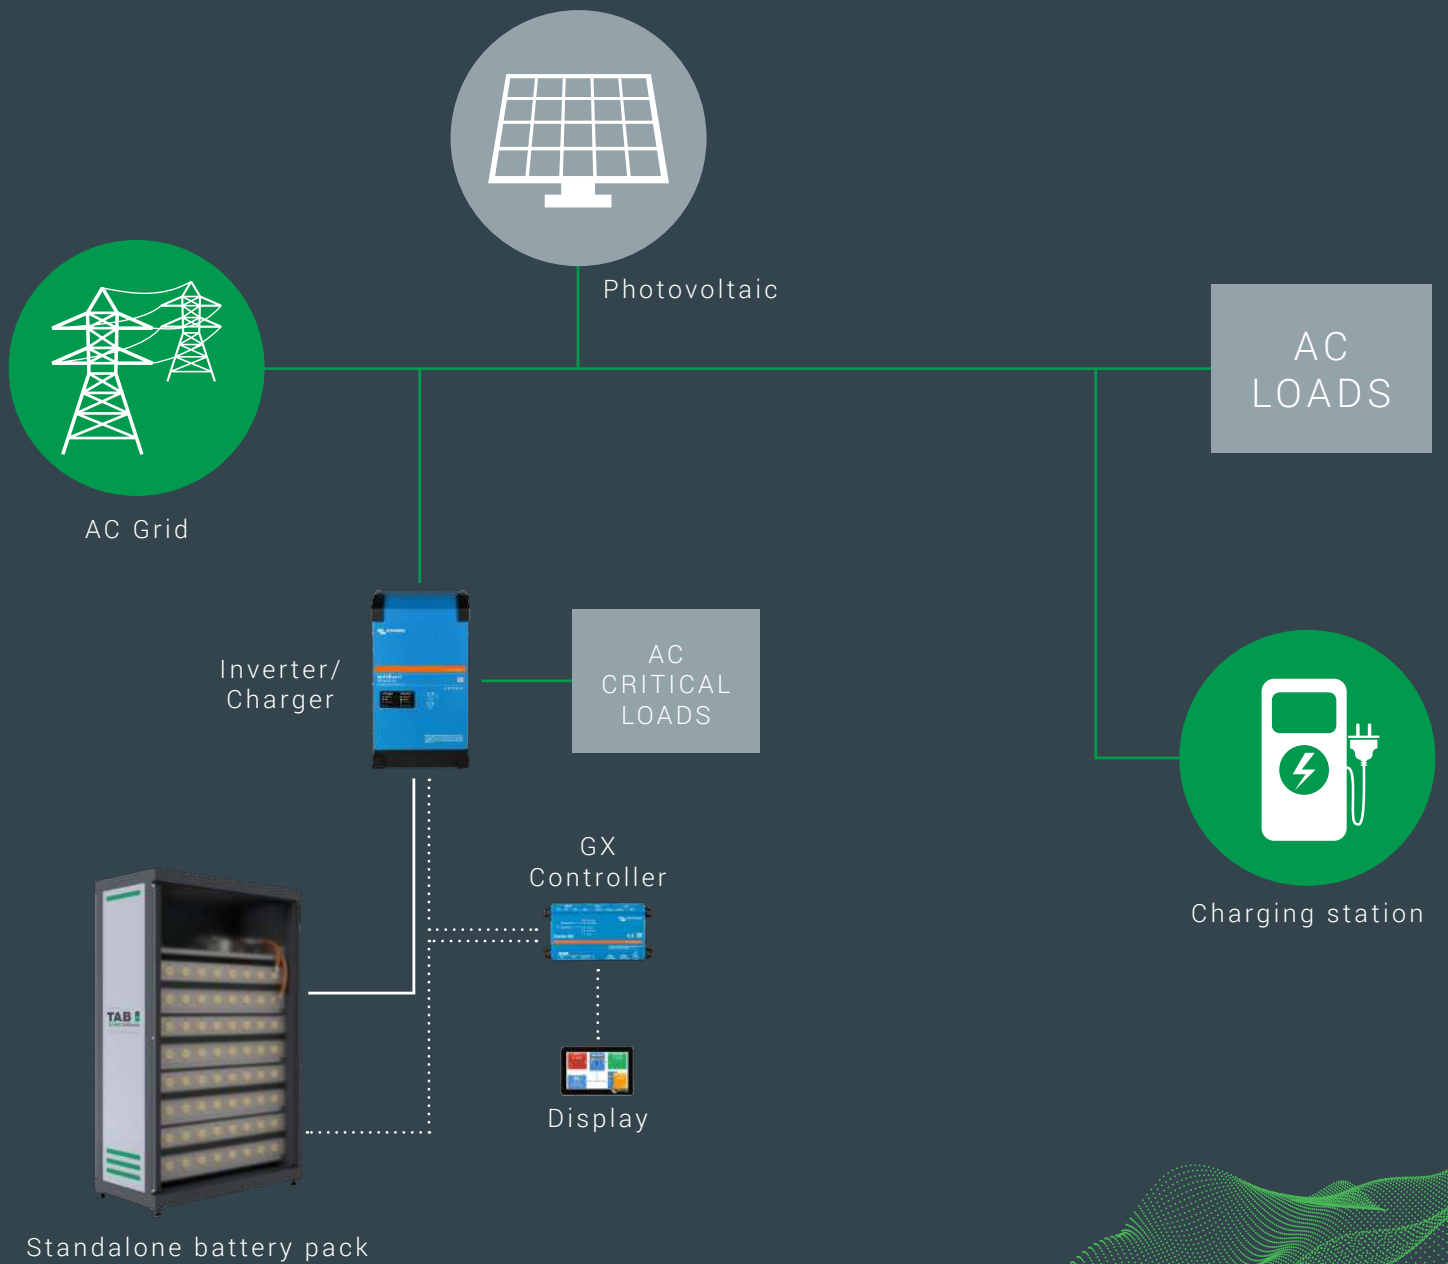 Photovoltaic
AC
LOADS
AC Grid
Inverter/
Charger
AC
CRITICAL
LOADS
GX
Controller
Charging station
TAB
Display
Standalone battery pack